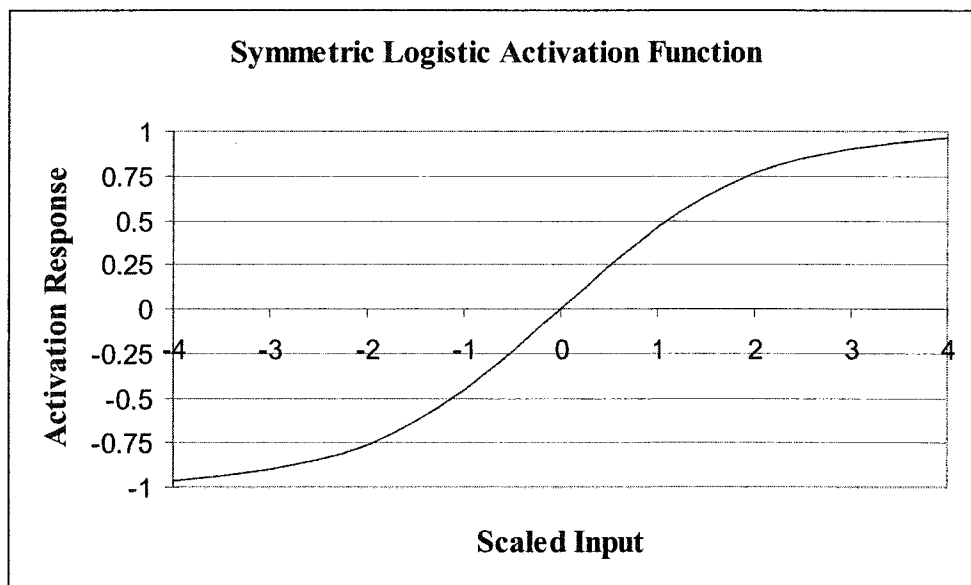 Symmetric Logistic Activation Function
Activation Response
1
0.75
0.5
0.25
0
-0.25
-0.5
-0.75
-1
-4 -3 -2 -1 0 1 2 3 4
Scaled Input